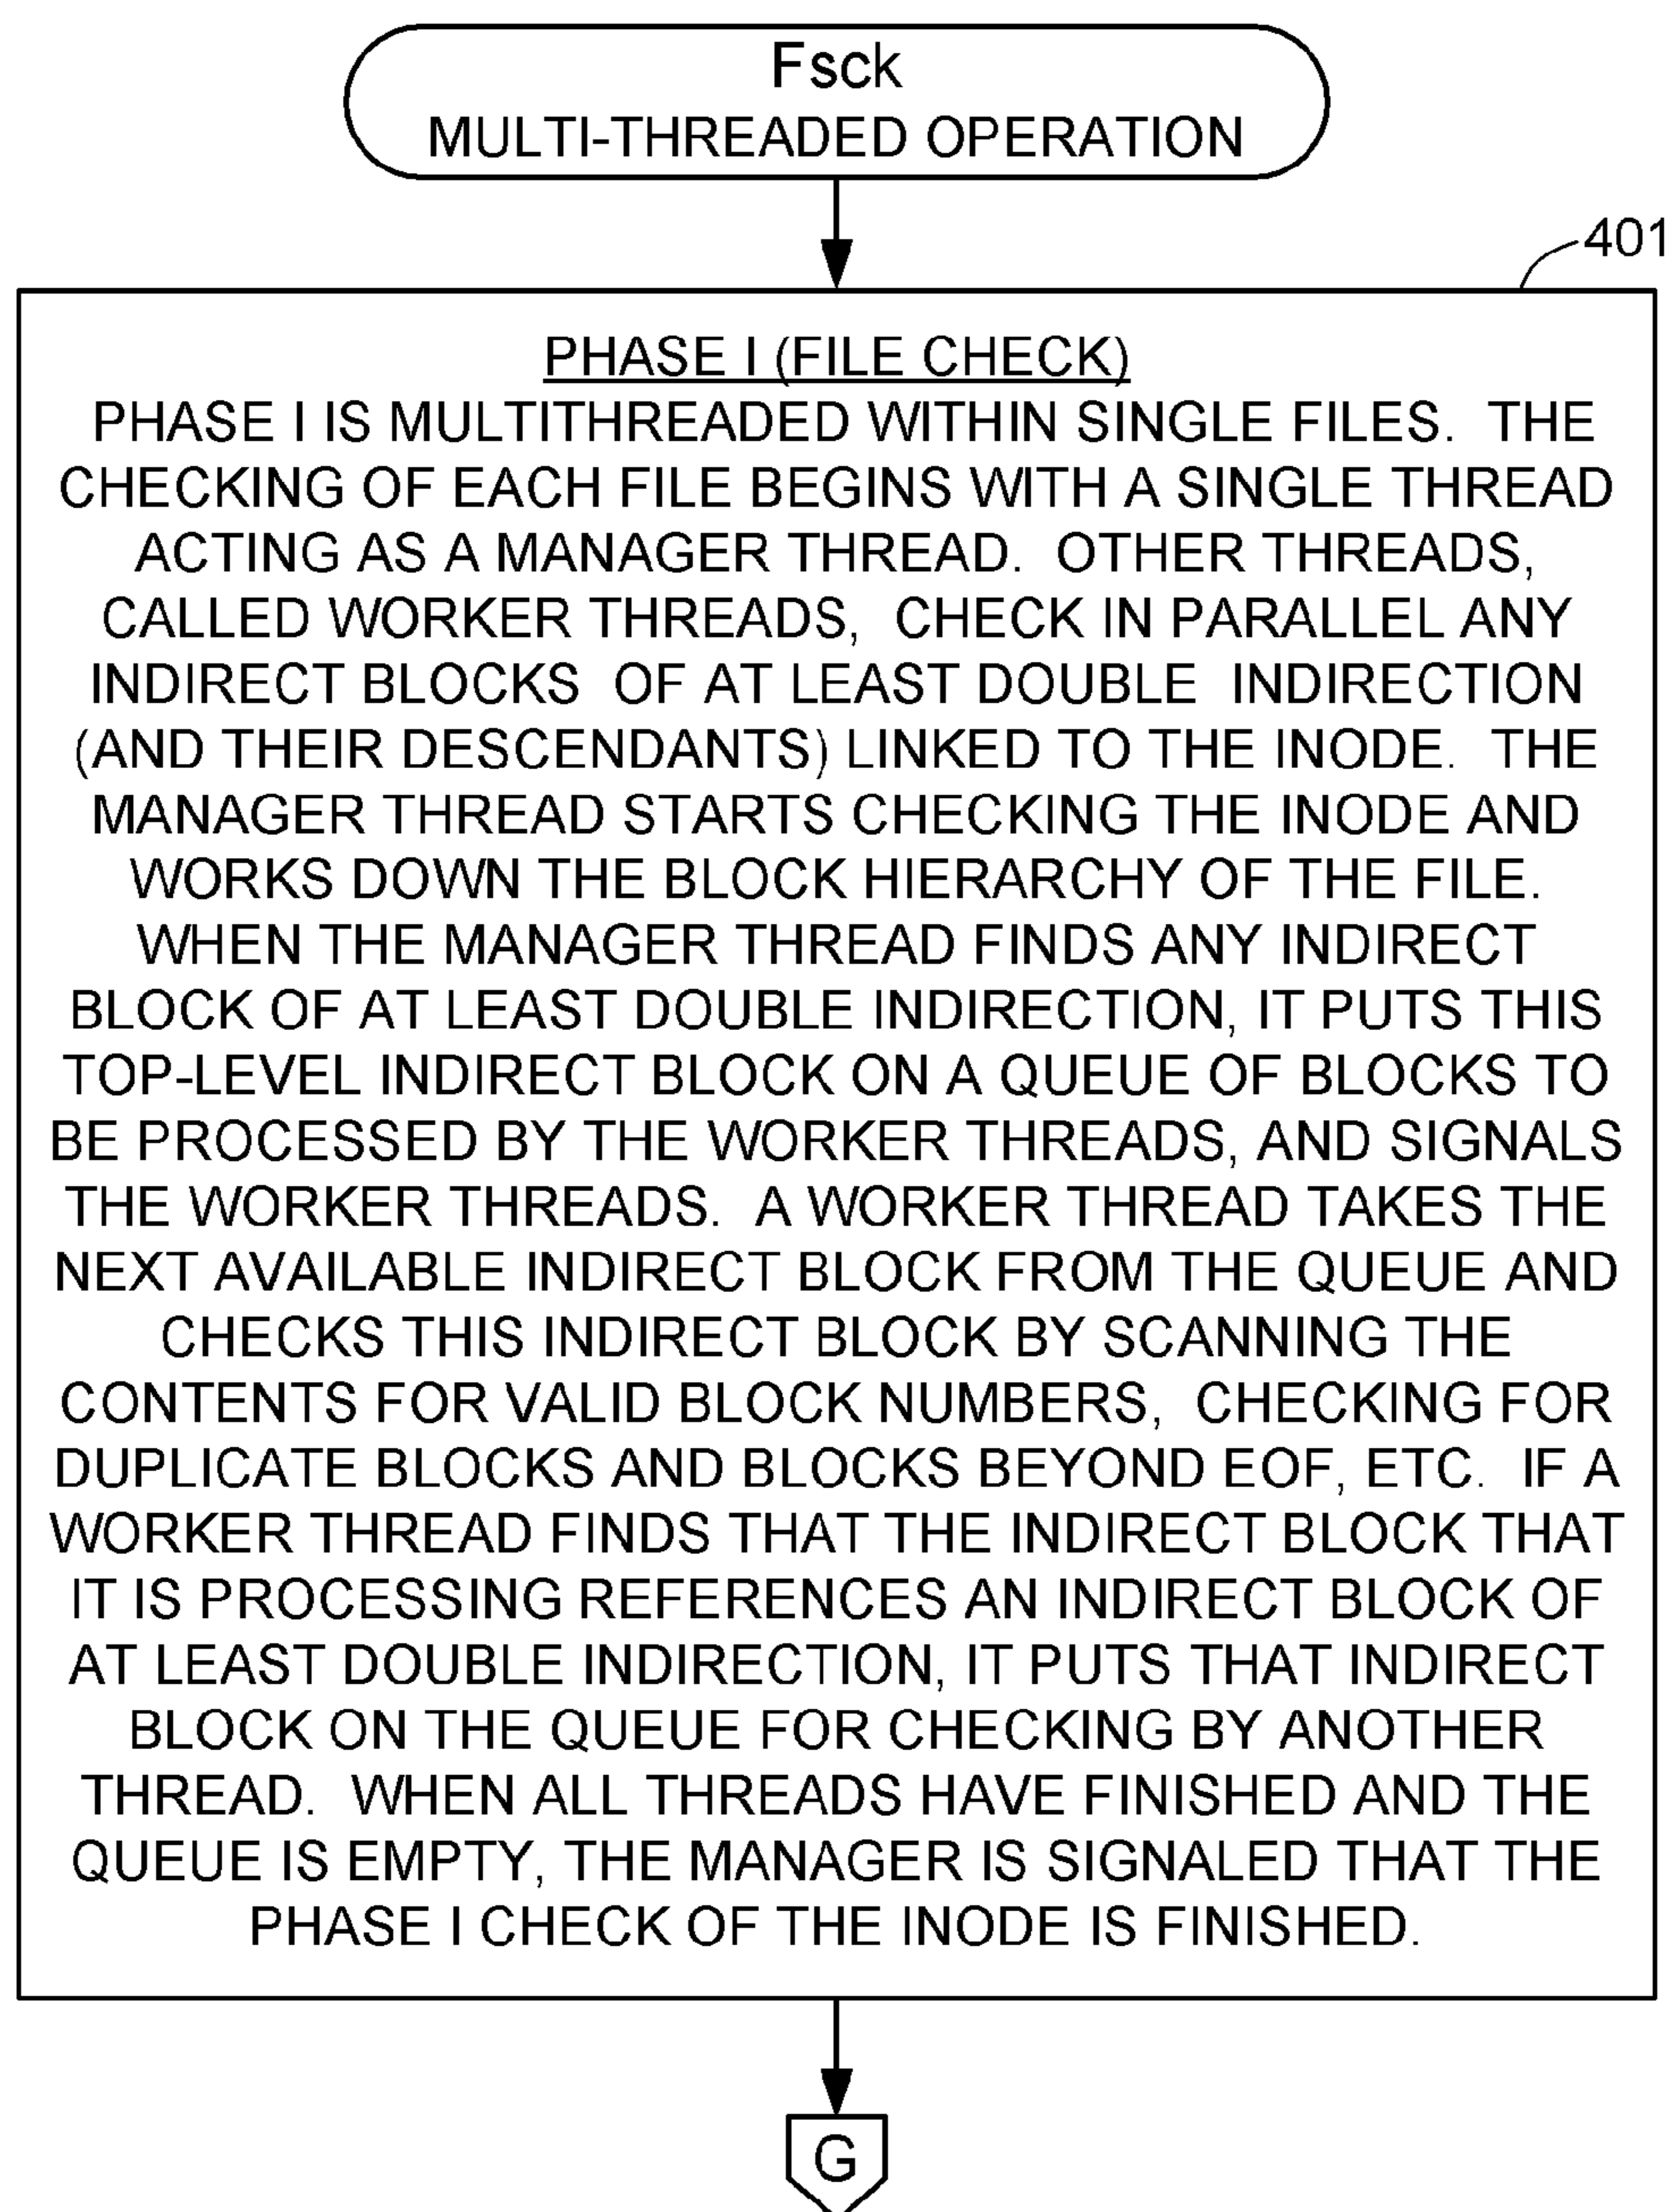 Fsck
MULTI-THREADED OPERATION
401
PHASE I (FILE CHECK)
PHASE I IS MULTITHREADED WITHIN SINGLE FILES. THE
CHECKING OF EACH FILE BEGINS WITH A SINGLE THREAD
ACTING AS A MANAGER THREAD. OTHER THREADS,
CALLED WORKER THREADS, CHECK IN PARALLEL ANY
INDIRECT BLOCKS OF AT LEAST DOUBLE INDIRECTION
(AND THEIR DESCENDANTS) LINKED TO THE INODE. THE
MANAGER THREAD STARTS CHECKING THE INODE AND
WORKS DOWN THE BLOCK HIERARCHY OF THE FILE.
WHEN THE MANAGER THREAD FINDS ANY INDIRECT
BLOCK OF AT LEAST DOUBLE INDIRECTION, IT PUTS THIS
TOP-LEVEL INDIRECT BLOCK ON A QUEUE OF BLOCKS TO
BE PROCESSED BY THE WORKER THREADS, AND SIGNALS
THE WORKER THREADS. A WORKER THREAD TAKES THE
NEXT AVAILABLE INDIRECT BLOCK FROM THE QUEUE AND
CHECKS THIS INDIRECT BLOCK BY SCANNING THE
CONTENTS FOR VALID BLOCK NUMBERS, CHECKING FOR
DUPLICATE BLOCKS AND BLOCKS BEYOND EOF, ETC. IF A
WORKER THREAD FINDS THAT THE INDIRECT BLOCK THAT
IT IS PROCESSING REFERENCES AN INDIRECT BLOCK OF
AT LEAST DOUBLE INDIRECTION, IT PUTS THAT INDIRECT
BLOCK ON THE QUEUE FOR CHECKING BY ANOTHER
THREAD. WHEN ALL THREADS HAVE FINISHED AND THE
QUEUE IS EMPTY, THE MANAGER IS SIGNALED THAT THE
PHASE I CHECK OF THE INODE IS FINISHED.
G